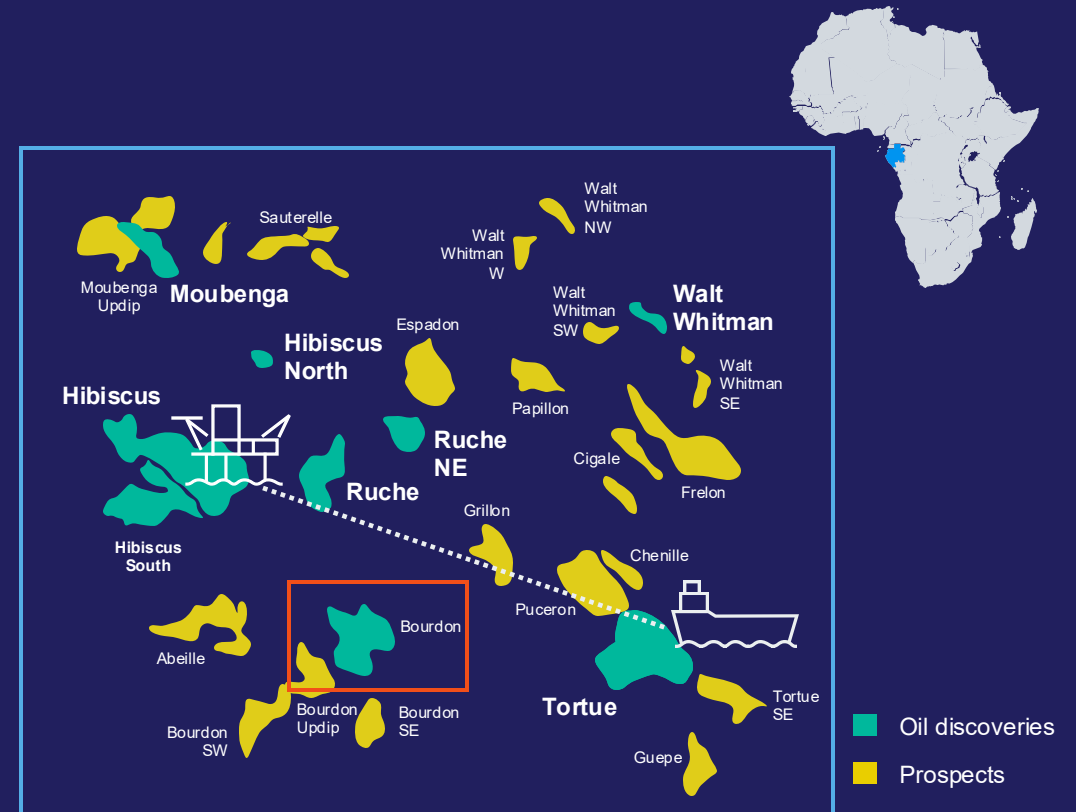 Walt
Whitman
NW
Sauterelle
Walt
Whitman
W
Moubenga
Updip
Moubenga
Walt
Whitman
SW
Walt
Whitman
Espadon
Hibiscus
North
Walt
Whitman
SE
Hibiscus
Papillon
Ruche
NE
Cigale
Ruche
Frelon
Grillon
Hibiscus
South
Chenille
Puceron
Bourdon
Abeille
Tortue
Tortue
SE
Bourdon
Updip
Bourdon
SE
Bourdon
SW
Guepe
Oil discoveries
Prospects